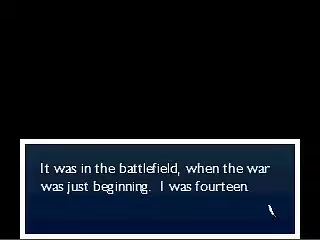 It was in the battlefield, when the war
was just beginning.  I was fourteen.